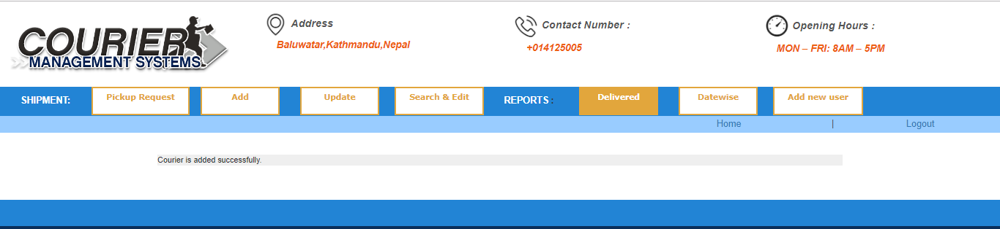 COURIER
MANAGEMENT SYSTEMS
Address
Baluwatar,Kathmandu,Nepal
Contact Number :
+014125005
Opening Hours :
MON – FRI: 8AM – 5PM
SHIPMENT: Pickup Request Add Update Search & Edit REPORTS : Delivered Datewise Add new user
Home | Logout
Courier is added successfully.